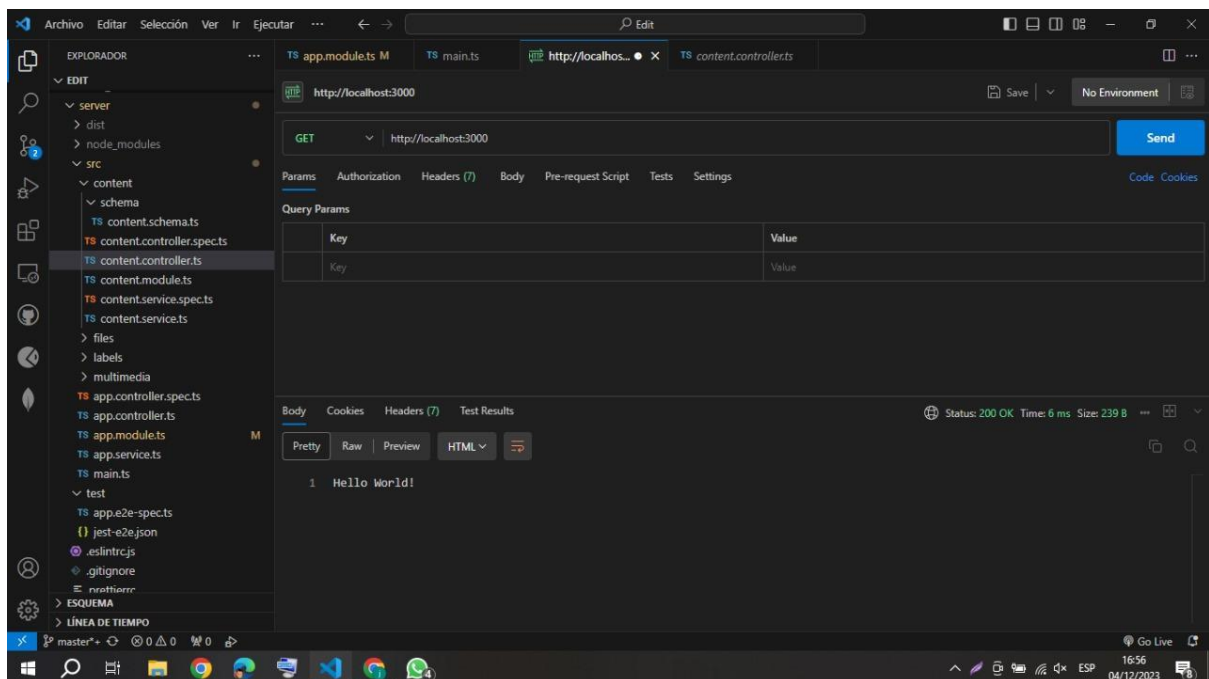 Archivo Editar Selección Ver Ir Ejecutar ... Edit
EXPLORADOR ...
EDIT
server
dist
node_modules
src
content
schema
TS content.schema.ts
TS content.controller.spec.ts
TS content.controller.ts
TS content.module.ts
TS content.service.spec.ts
TS content.service.ts
files
labels
multimedia
TS app.controller.spec.ts
TS app.controller.ts
TS app.module.ts M
TS app.service.ts
TS main.ts
test
TS app.e2e-spec.ts
{} jest-e2e.json
.eslintrc.js
.gitignore
.prettierrc
ESQUEMA
LÍNEA DE TIEMPO
2
TS app.module.ts M TS main.ts HTTP http://localhos... TS content.controller.ts ...
HTTP http://localhost:3000 Save No Environment
GET http://localhost:3000 Send
Params Authorization Headers (7) Body Pre-request Script Tests Settings Code Cookies
Query Params
Key Value
Key Value
Body Cookies Headers (7) Test Results Status: 200 OK Time: 6 ms Size: 239 B ...
Pretty Raw Preview HTML
1 Hello World!
master*+ 0 0 0 Go Live
4 ESP 16:56
04/12/2023 8